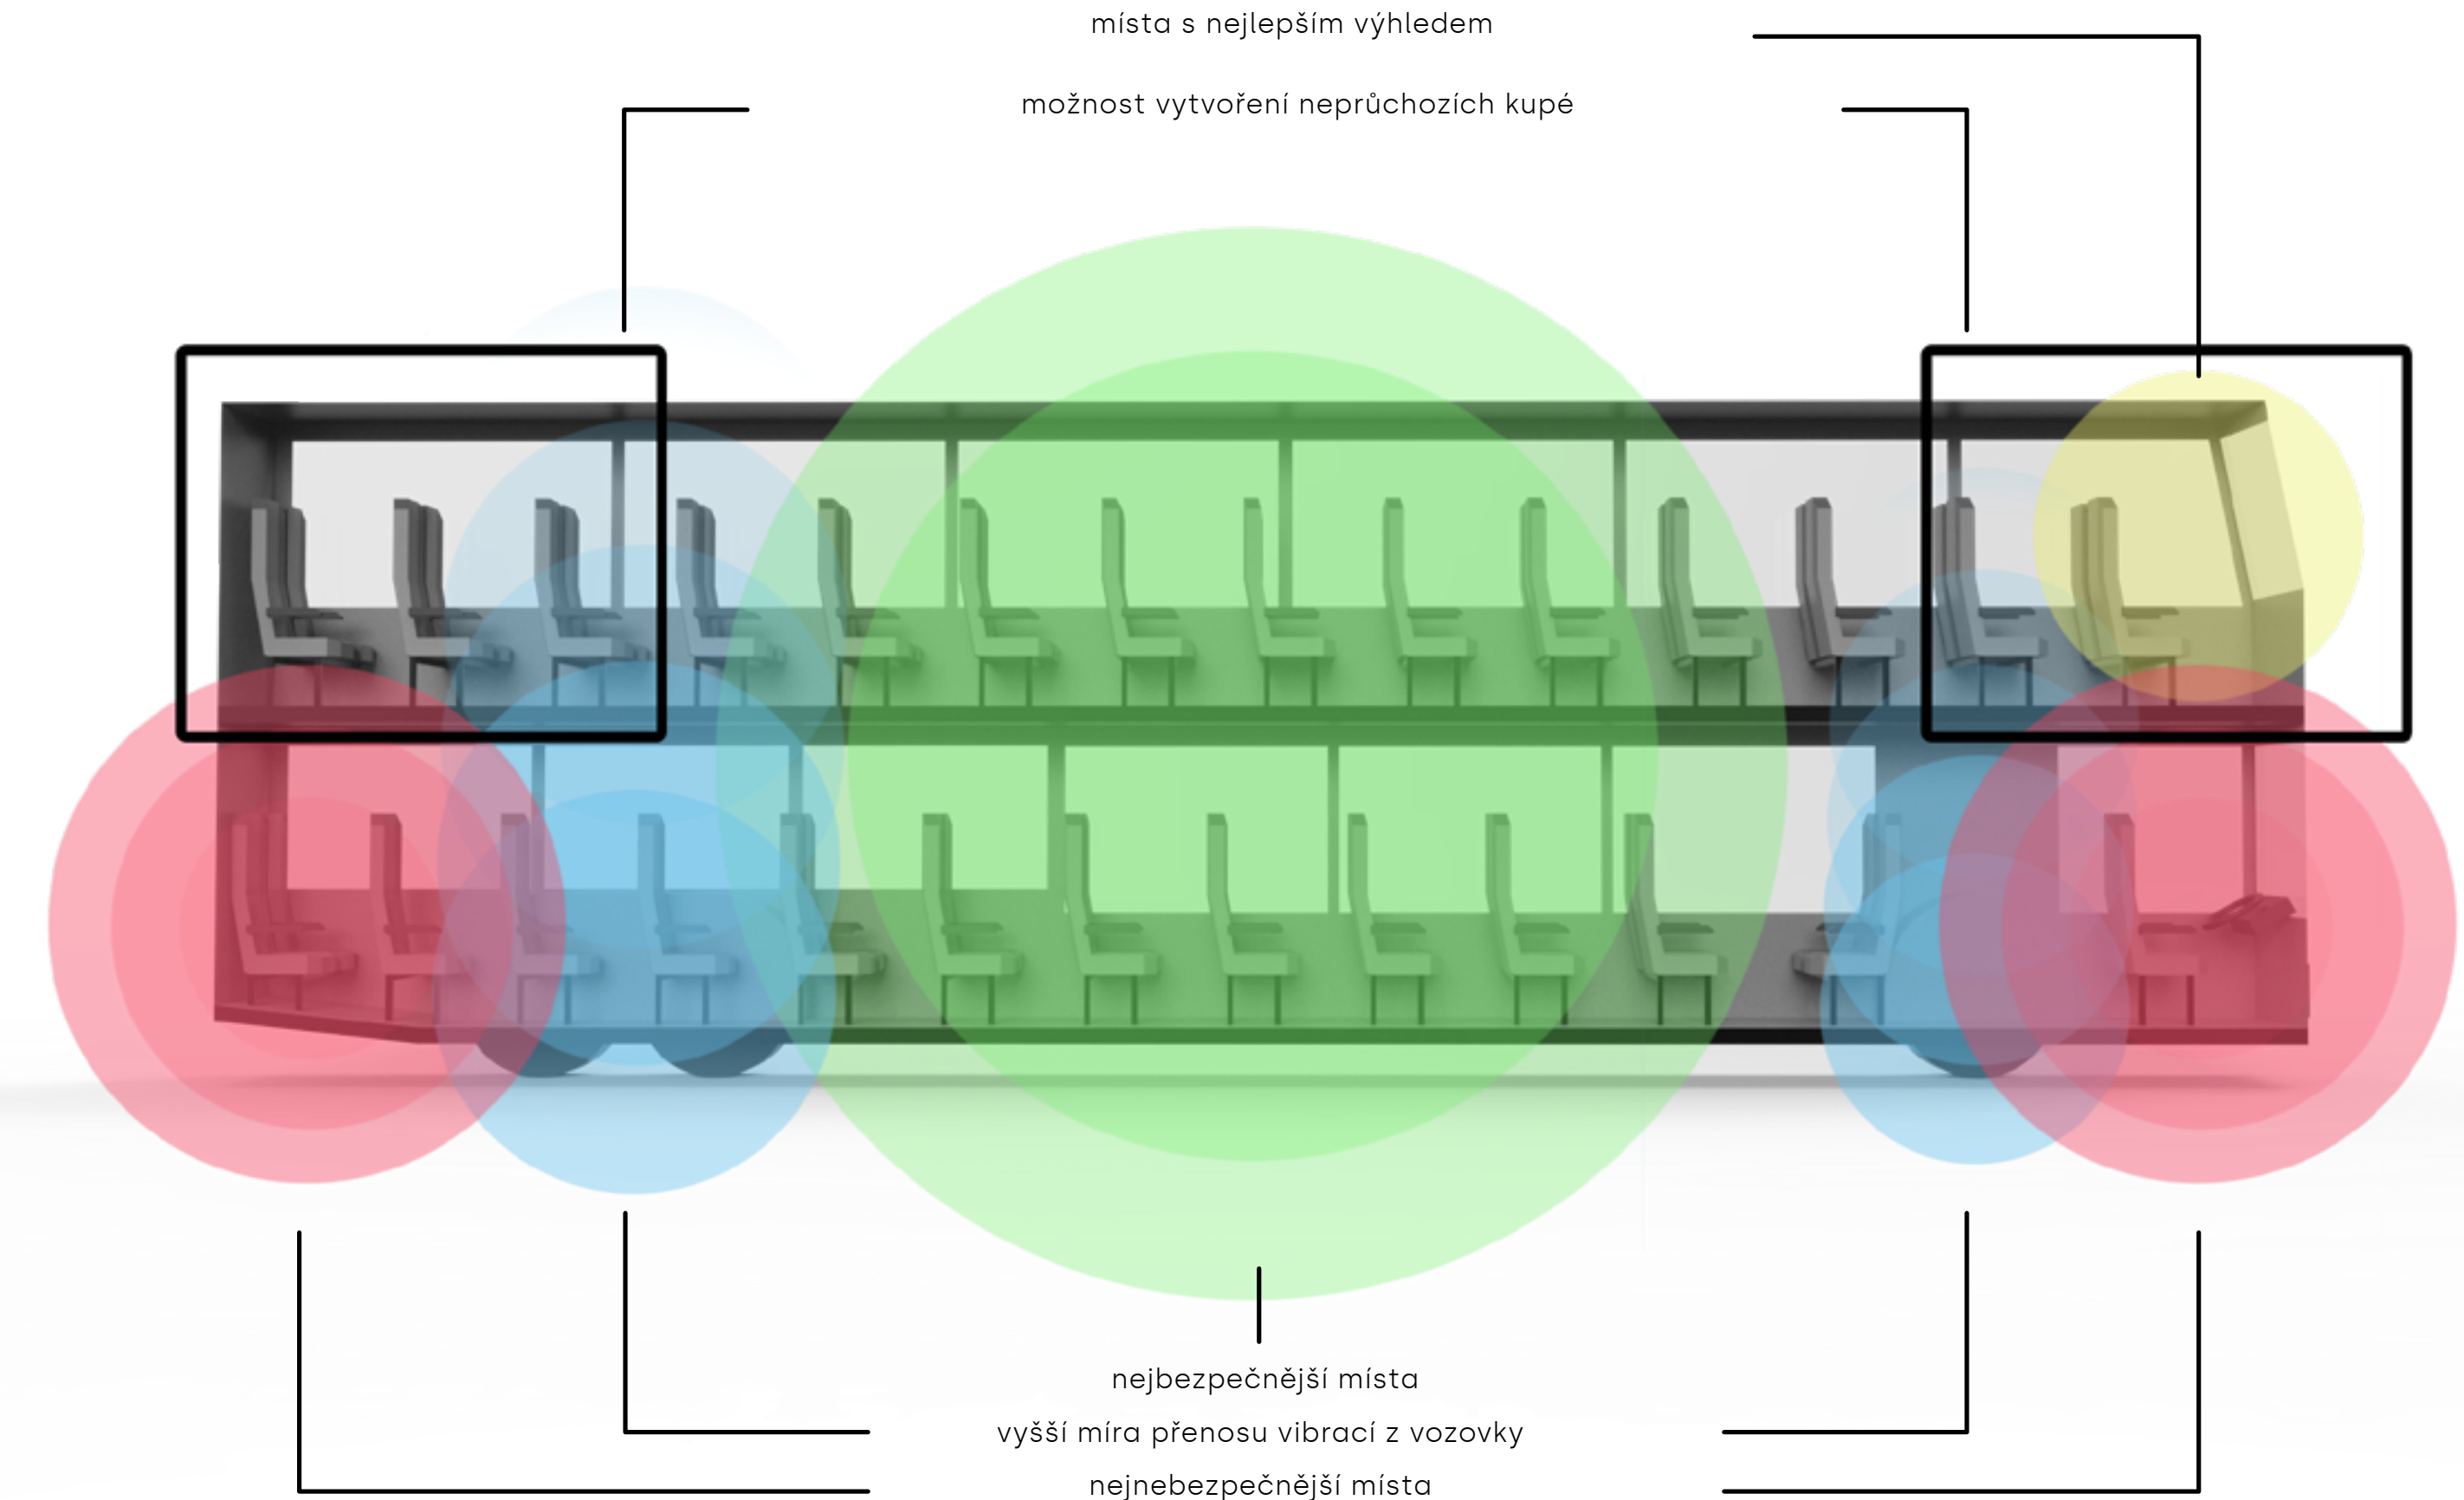 místa s nejlepším výhledem
možnost vytvoření neprůchozích kupé
nejbezpečnější místa
vyšší míra přenosu vibrací z vozovky
nejnebezpečnější místa